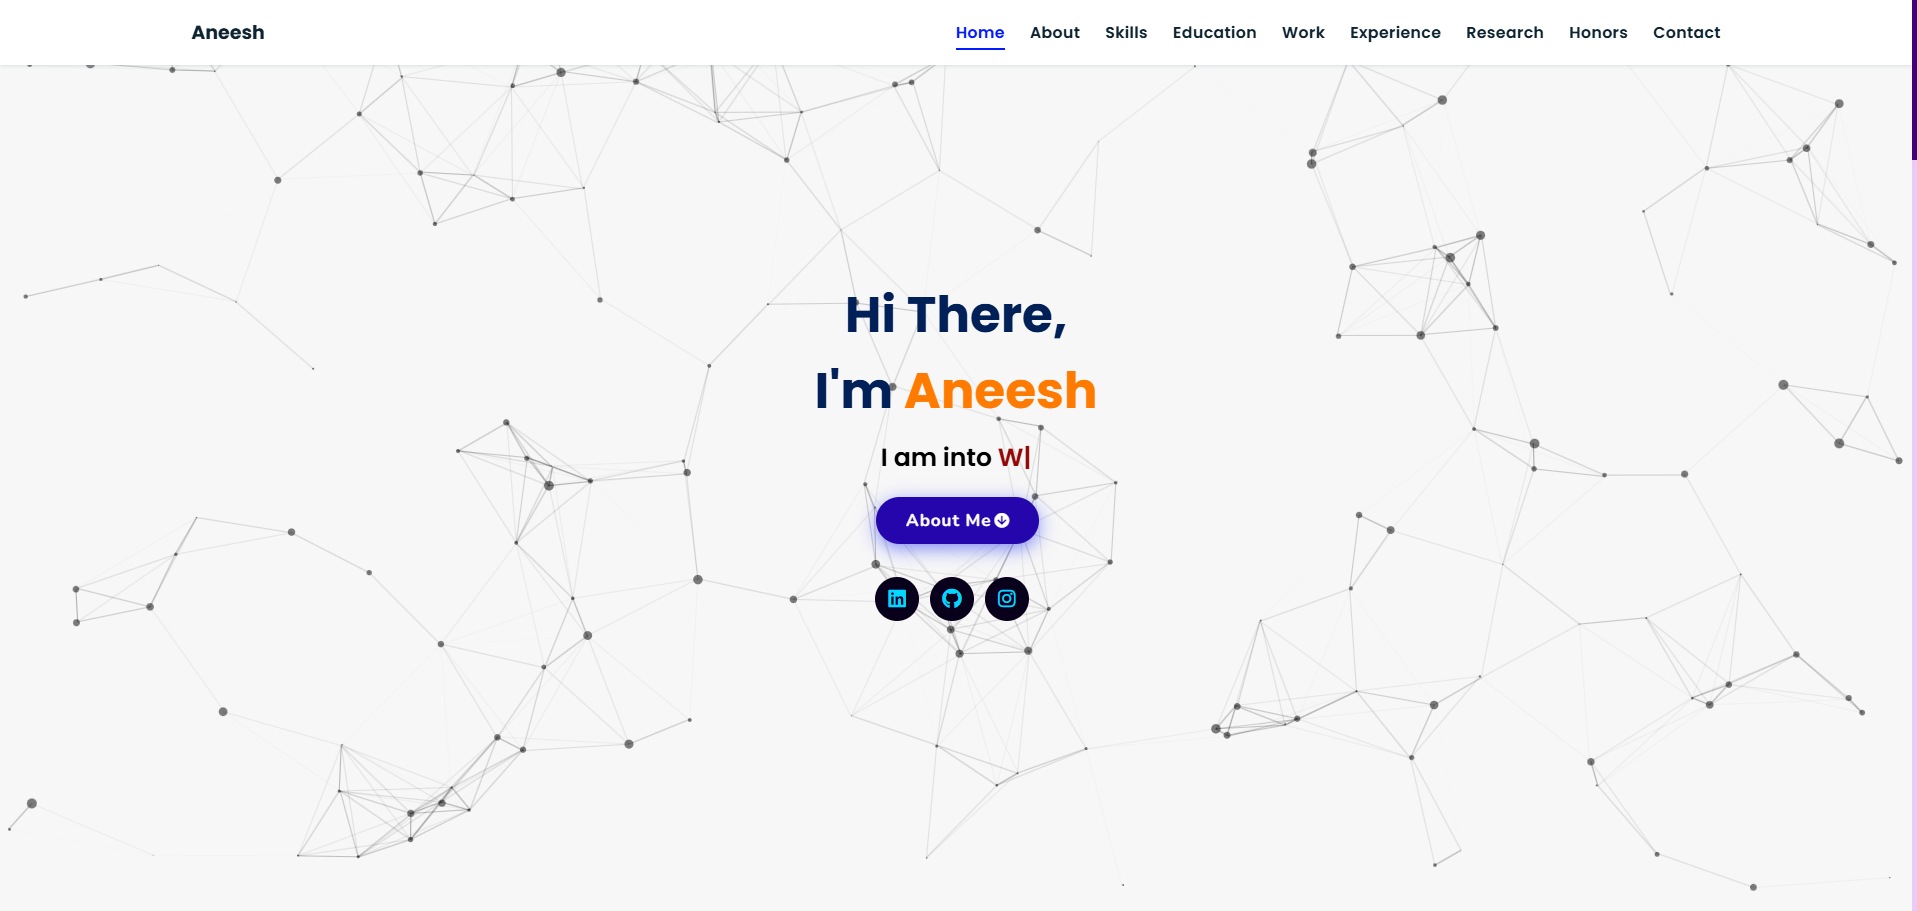 Aneesh
Home About Skills Education Work Experience Research Honors Contact
Hi There,
I'm Aneesh
I am into W|
About Me